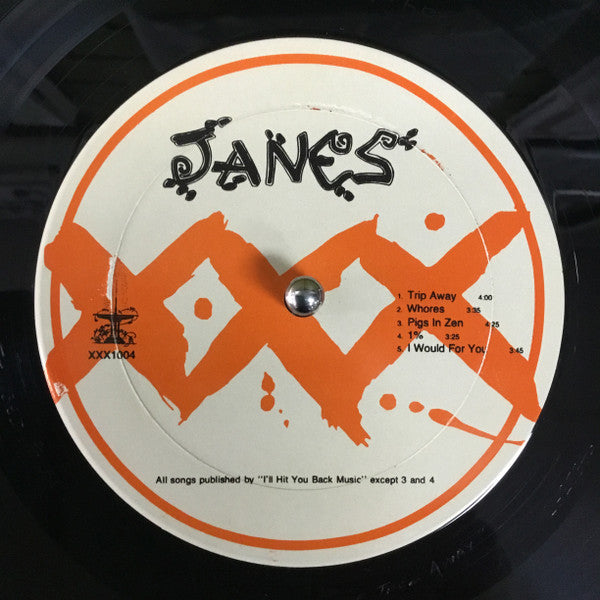 JANES
1. Trip Away 4:00
2. Whores 3:35
3. Pigs In Zen 4:25
4. 1% 3:25
5. I Would For You 3:45
XXX1004
All songs published by "I'll Hit You Back Music" except 3 and 4